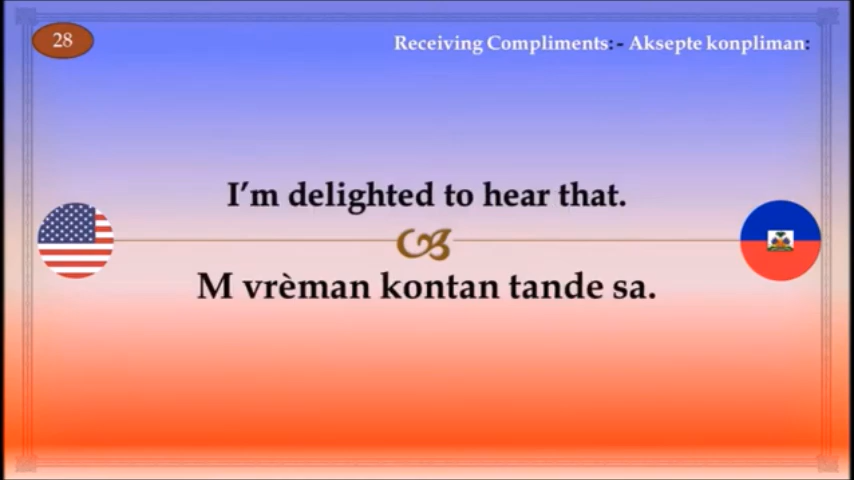 28
Receiving Compliments: - Aksepte konpliman:
I'm delighted to hear that.
M vrèman kontan tande sa.